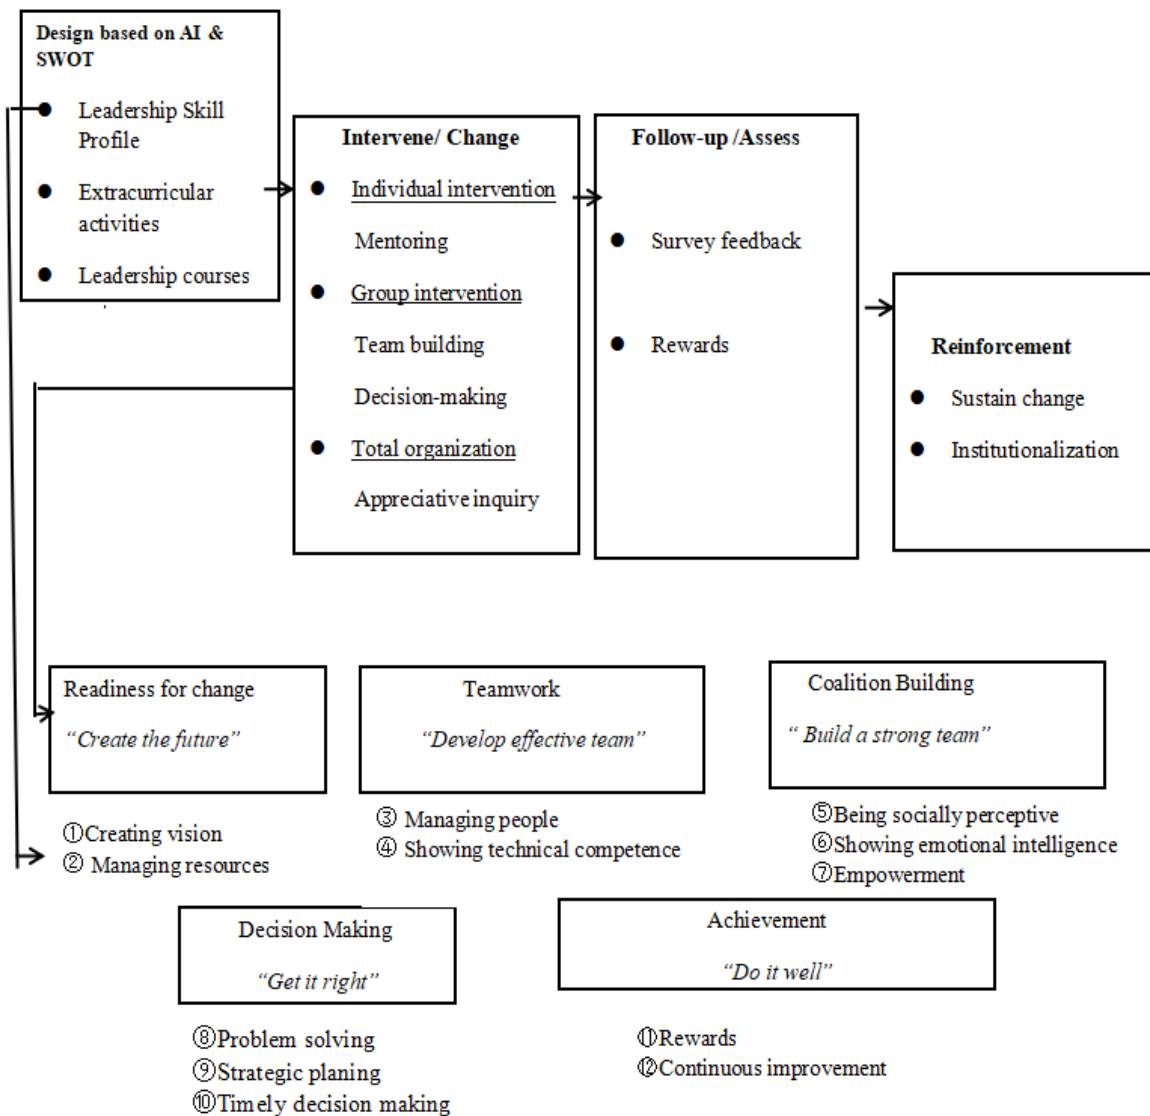 Design based on AI &
SWOT
● Leadership Skill
Profile
● Extracurricular
activities
● Leadership courses
Intervene/ Change
● Individual intervention
Mentoring
● Group intervention
Team building
Decision-making
● Total organization
Appreciative inquiry
Follow-up /Assess
● Survey feedback
● Rewards
Reinforcement
● Sustain change
● Institutionalization
Readiness for change
“Create the future”
①Creating vision
② Managing resources
Teamwork
“Develop effective team”
③ Managing people
④ Showing technical competence
Coalition Building
“ Build a strong team”
⑤Being socially perceptive
⑥Showing emotional intelligence
⑦Empowerment
Decision Making
“Get it right”
⑧Problem solving
⑨Strategic planing
⑩Timely decision making
Achievement
“Do it well”
⑪Rewards
⑫Continuous improvement